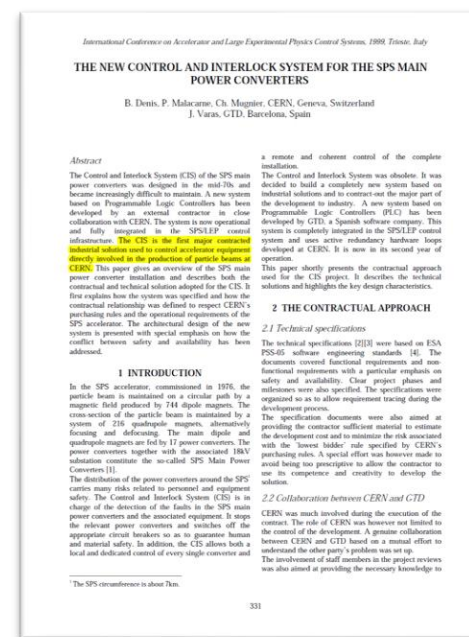 International Conference on Accelerator and Large Experimental Physics Control Systems, 1999, Trieste, Italy
THE NEW CONTROL AND INTERLOCK SYSTEM FOR THE SPS MAIN
POWER CONVERTERS
B. Denis, P. Malacarne, Ch. Mugnier, CERN, Geneva, Switzerland
J. Varas, GTD, Barcelona, Spain
Abstract
The Control and Interlock System (CIS) of the SPS main
power converters was designed in the mid-70s and
became increasingly difficult to maintain. A new system
based on Programmable Logic Controllers has been
developed by an external contractor in close
collaboration with CERN. The system is now operational
and fully integrated in the SPS/LEP control
infrastructure. The CIS is the first major contracted
industrial solution used to control accelerator equipment
directly involved in the production of particle beams at
CERN. This paper gives an overview of the SPS main
power converter installation and describes both the
contractual and technical solution adopted for the CIS. It
first explains how the system was specified and how the
contractual relationship was defined to respect CERN's
purchasing rules and the operational requirements of the
SPS accelerator. The architectural design of the new
system is presented with special emphasis on how the
conflict between safety and availability has been
addressed.
1 INTRODUCTION
In the SPS accelerator, commissioned in 1976, the
particle beam is maintained on a circular path by a
magnetic field produced by 744 dipole magnets. The
cross-section of the particle beam is maintained by a
system of 216 quadrupole magnets, alternatively
focusing and defocusing. The main dipole and
quadrupole magnets are fed by 17 power converters. The
power converters together with the associated 18kV
substation constitute the so-called SPS Main Power
Converters [1].
The distribution of the power converters around the SPS¹
carries many risks related to personnel and equipment
safety. The Control and Interlock System (CIS) is in
charge of the detection of the faults in the SPS main
power converters and the associated equipment. It stops
the relevant power converters and switches off the
appropriate circuit breakers so as to guarantee human
and material safety. In addition, the CIS allows both a
local and dedicated control of every single converter and
¹ The SPS circumference is about 7km.
a remote and coherent control of the complete
installation.
The Control and Interlock System was obsolete. It was
decided to build a completely new system based on
industrial solutions and to contract-out the major part of
the development to industry. A new system based on
Programmable Logic Controllers (PLC) has been
developed by GTD, a Spanish software company. This
system is completely integrated in the SPS/LEP control
system and uses active redundancy hardware loops
developed at CERN. It is now in its second year of
operation.
This paper shortly presents the contractual approach
used for the CIS project. It describes the technical
solutions and highlights the key design characteristics.
2 THE CONTRACTUAL APPROACH
2.1 Technical specifications
The technical specifications [2][3] were based on ESA
PSS-05 software engineering standards [4]. The
documents covered functional requirements and non-
functional requirements with a particular emphasis on
safety and availability. Clear project phases and
milestones were also specified. The specifications were
organized so as to allow requirement tracing during the
development process.
The specification documents were also aimed at
providing the contractor sufficient material to estimate
the development cost and to minimize the risk associated
with the 'lowest bidder' rule specified by CERN's
purchasing rules. A special effort was however made to
avoid being too prescriptive to allow the contractor to
use its competence and creativity to develop the
solution.
2.2 Collaboration between CERN and GTD
CERN was much involved during the execution of the
contract. The role of CERN was however not limited to
the control of the development. A genuine collaboration
between CERN and GTD based on a mutual effort to
understand the other party's problem was set up.
The involvement of staff members in the project reviews
was also aimed at providing the necessary knowledge to
331